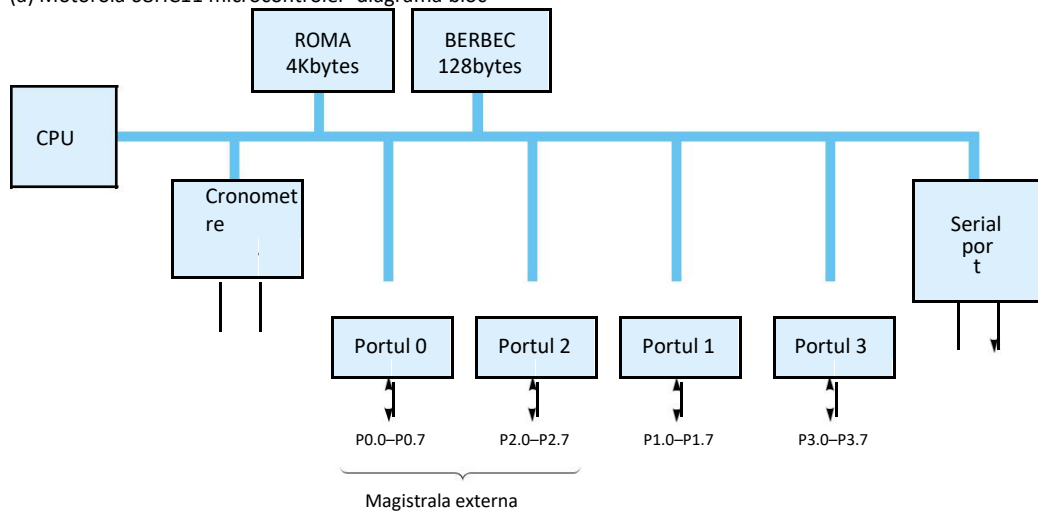 (a) Motorola 68HC11 microcontroler- diagrama bloc
ROMA
4Kbytes
BERBEC
128bytes
CPU
Cronomet
re
Serial
por
t
Portul 0
Portul 2
Portul 1
Portul 3
P0.0–P0.7
P2.0–P2.7
P1.0–P1.7
P3.0–P3.7
Magistrala externa